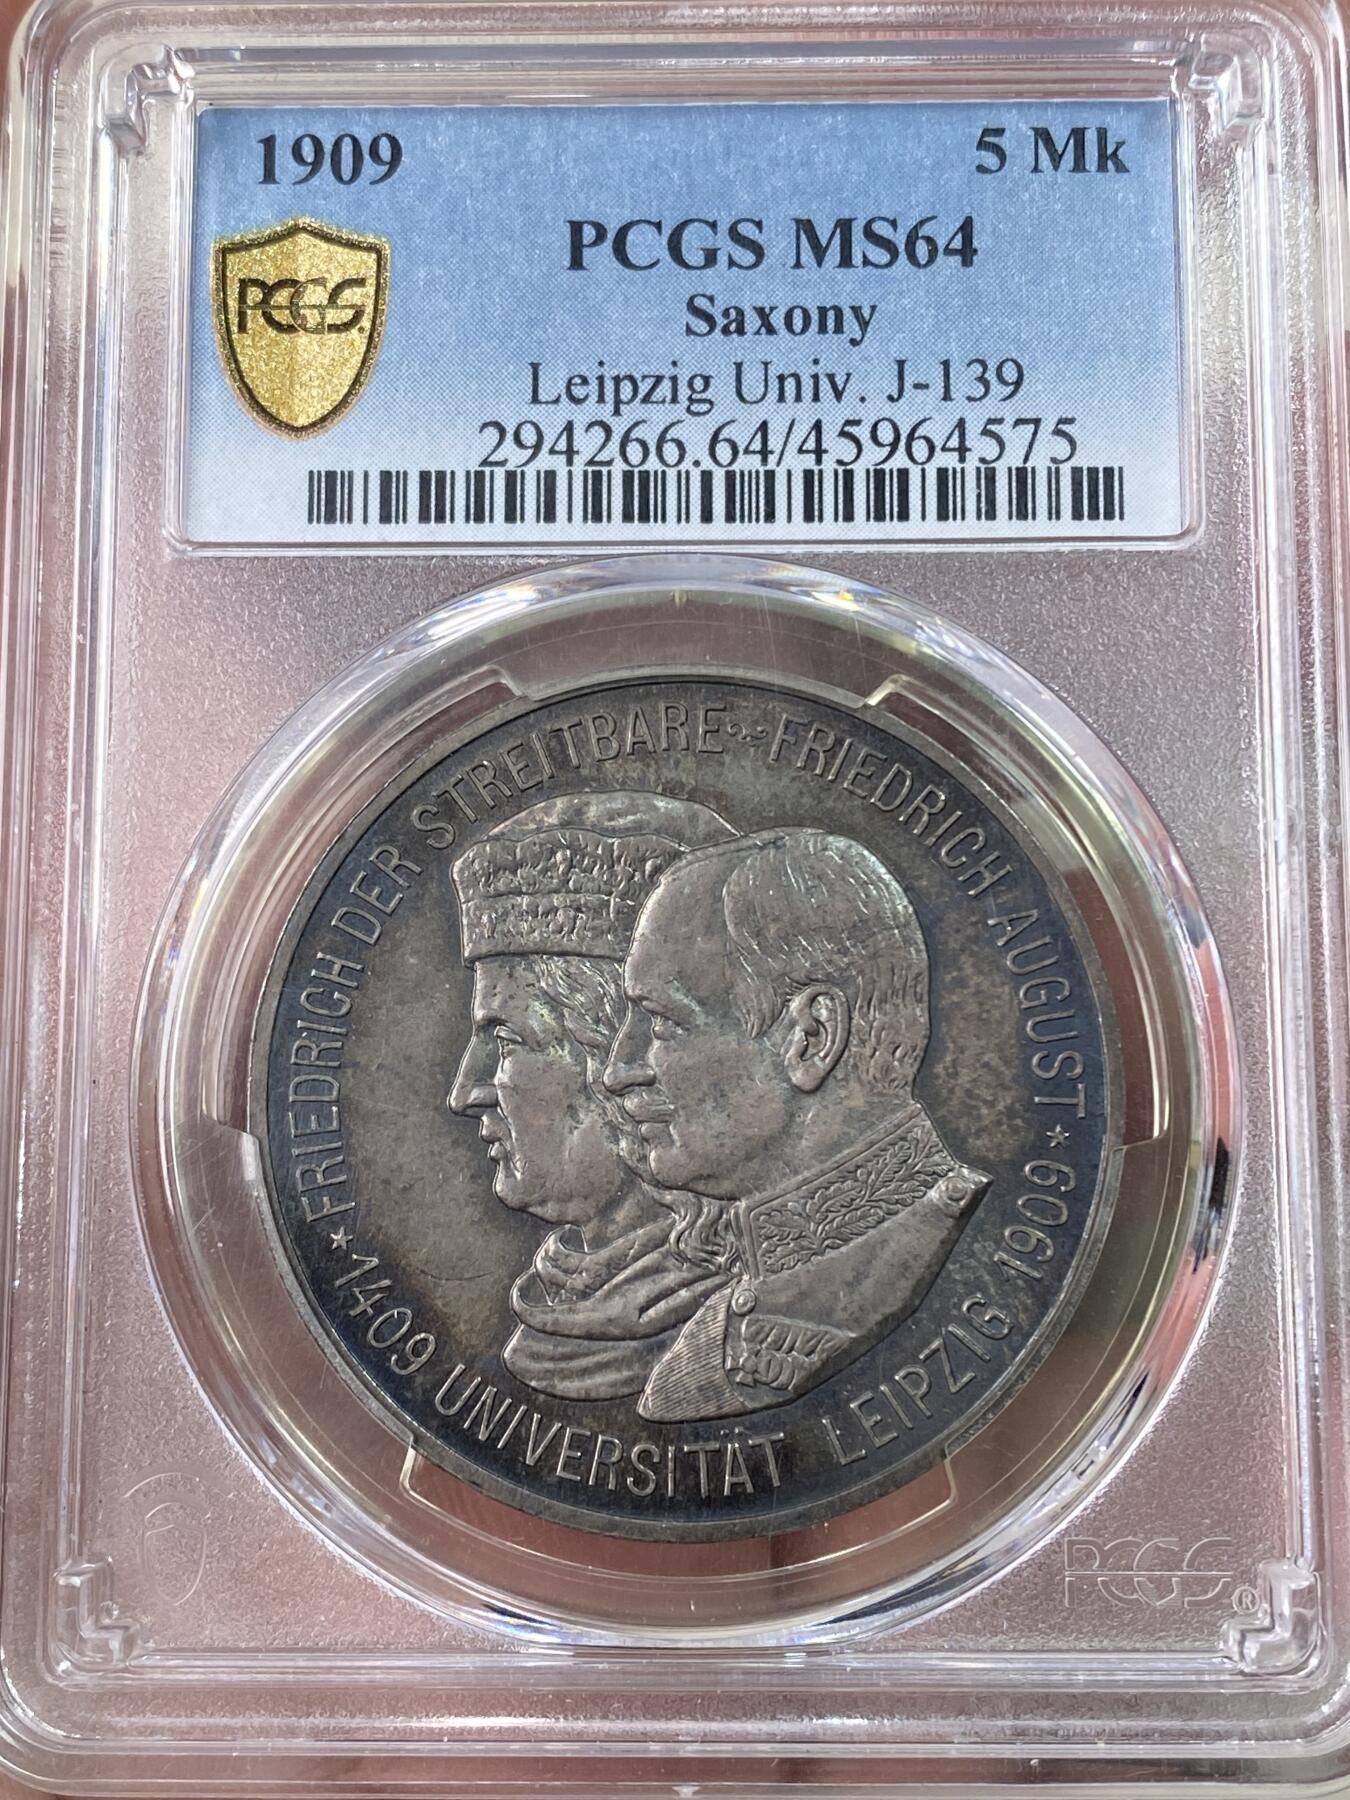 1909 5 Mk
PCGS PCGS MS64
Saxony
Leipzig Univ. J-139
294266.64/45964575
FRIEDRICH DER STREITBARE ~ FRIEDRICH AUGUST
★ 1409 UNIVERSITÄT LEIPZIG 1909 ★
PCGS®